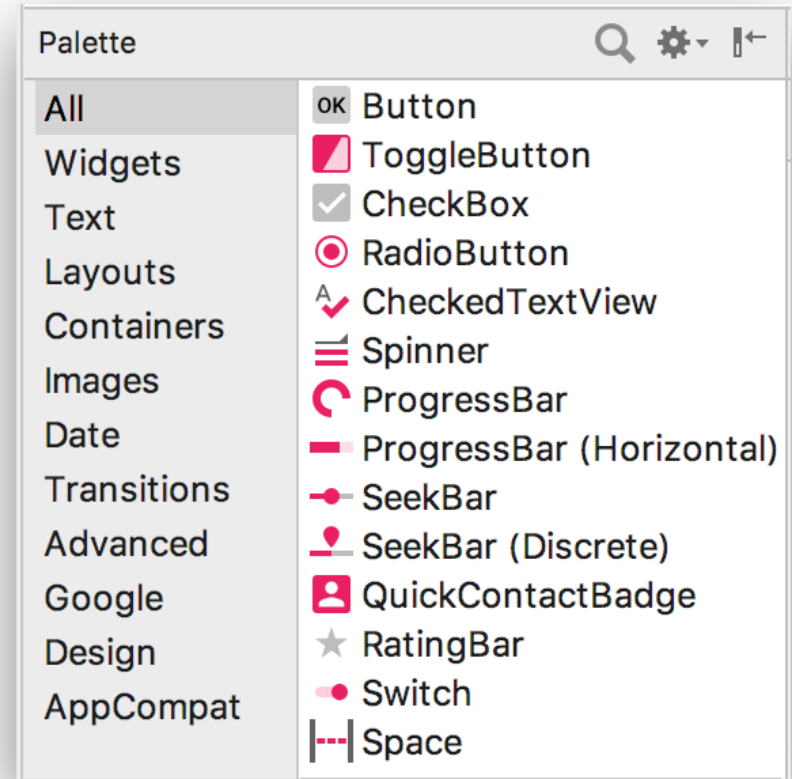 Palette
All
Widgets
Text
Layouts
Containers
Images
Date
Transitions
Advanced
Google
Design
AppCompat
OK Button
ToggleButton
CheckBox
RadioButton
A CheckedTextView
Spinner
ProgressBar
ProgressBar (Horizontal)
SeekBar
SeekBar (Discrete)
QuickContactBadge
RatingBar
Switch
Space